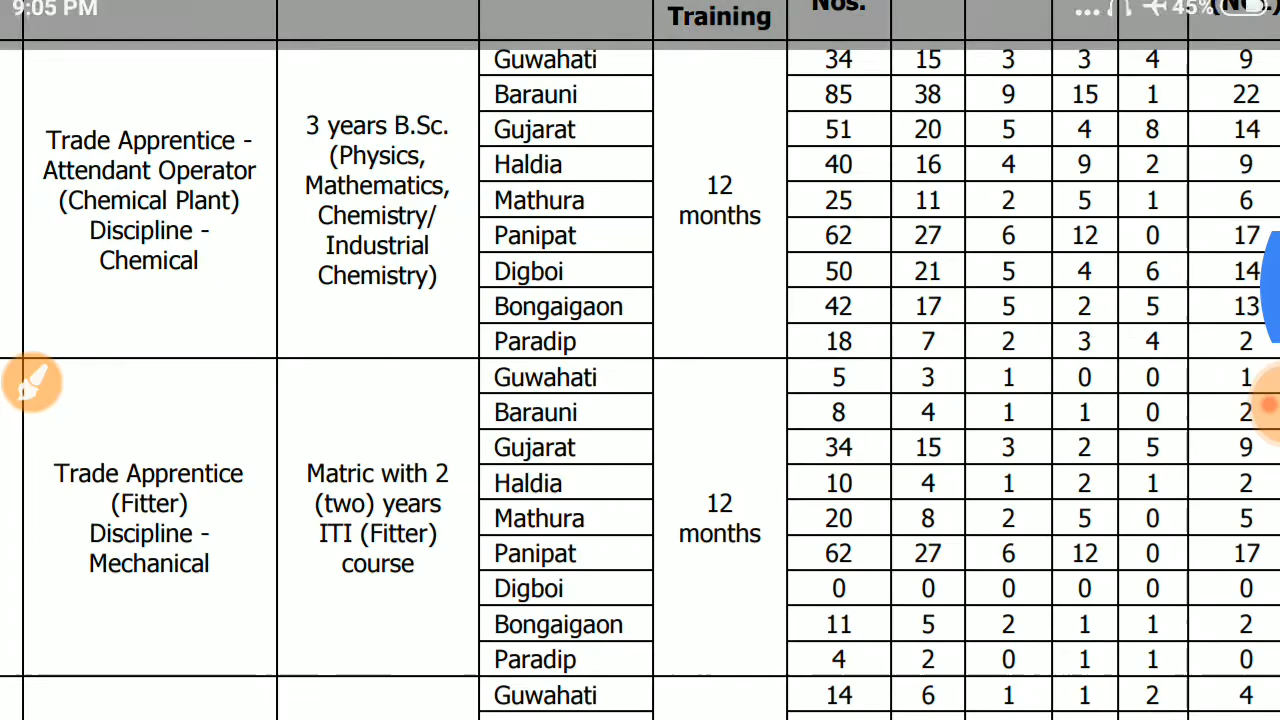 9:05 PM
45%
Training Nos. (Nos.)
Trade Apprentice -
Attendant Operator
(Chemical Plant)
Discipline -
Chemical
3 years B.Sc.
(Physics,
Mathematics,
Chemistry/
Industrial
Chemistry)
12
months
Guwahati 34 15 3 3 4 9
Barauni 85 38 9 15 1 22
Gujarat 51 20 5 4 8 14
Haldia 40 16 4 9 2 9
Mathura 25 11 2 5 1 6
Panipat 62 27 6 12 0 17
Digboi 50 21 5 4 6 14
Bongaigaon 42 17 5 2 5 13
Paradip 18 7 2 3 4 2
Trade Apprentice
(Fitter)
Discipline -
Mechanical
Matric with 2
(two) years
ITI (Fitter)
course
12
months
Guwahati 5 3 1 0 0 1
Barauni 8 4 1 1 0 2
Gujarat 34 15 3 2 5 9
Haldia 10 4 1 2 1 2
Mathura 20 8 2 5 0 5
Panipat 62 27 6 12 0 17
Digboi 0 0 0 0 0 0
Bongaigaon 11 5 2 1 1 2
Paradip 4 2 0 1 1 0
Guwahati 14 6 1 1 2 4